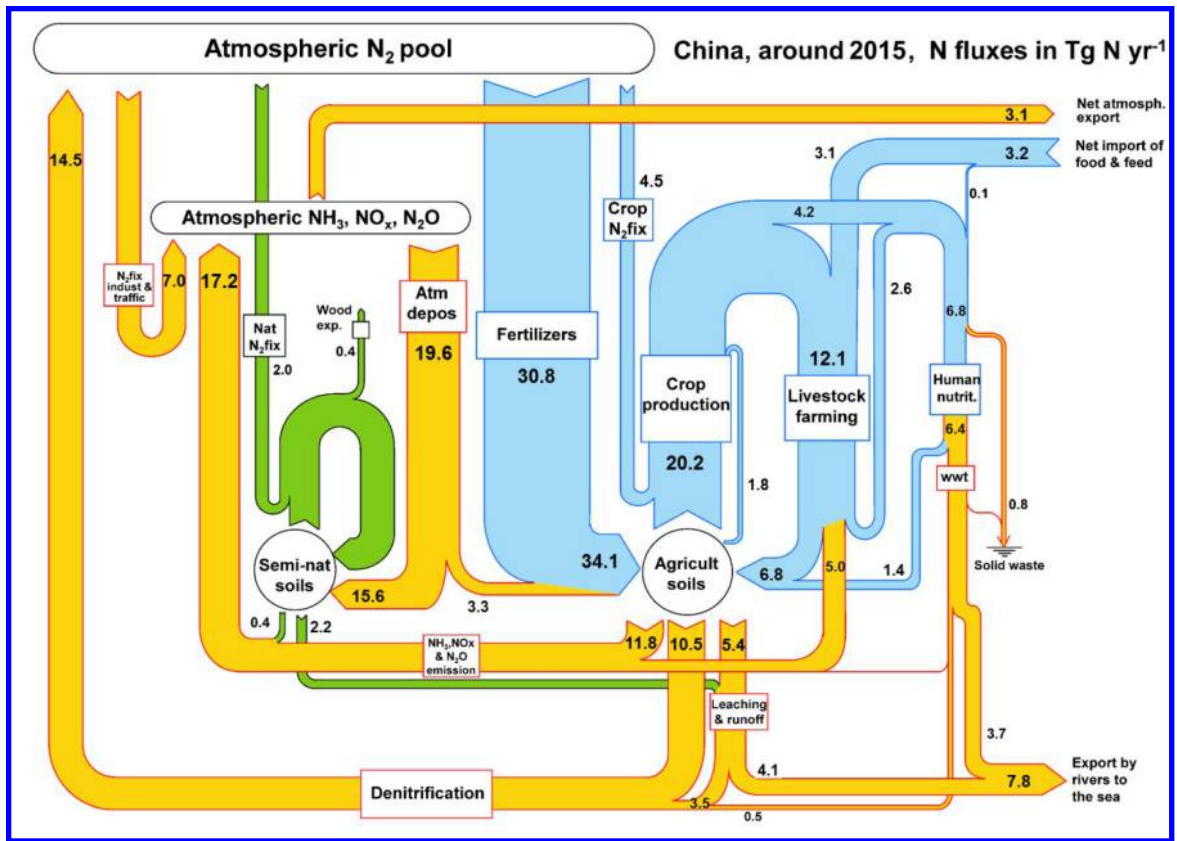 Atmospheric N2 pool
China, around 2015, N fluxes in Tg N yr-1
Net atmosph.
export
3.1
Net import of
food & feed
3.2
3.1
14.5
0.1
4.5
Crop
N2fix
4.2
Atmospheric NH3, NOx, N2O
N2fix
indust &
traffic
7.0
17.2
Atm
depos
19.6
2.6
6.8
Wood
exp.
0.4
Nat
N2fix
2.0
Fertilizers
30.8
12.1
Crop
production
20.2
Livestock
farming
Human
nutrit.
6.4
wwt
1.8
0.8
Solid waste
Semi-nat
soils
Agricult
soils
34.1
6.8
5.0
1.4
15.6
3.3
0.4
2.2
NH3,NOx
& N2O
emission
11.8
10.5
5.4
Leaching
& runoff
3.7
4.1
Export by
rivers to
the sea
7.8
Denitrification
3.5
0.5